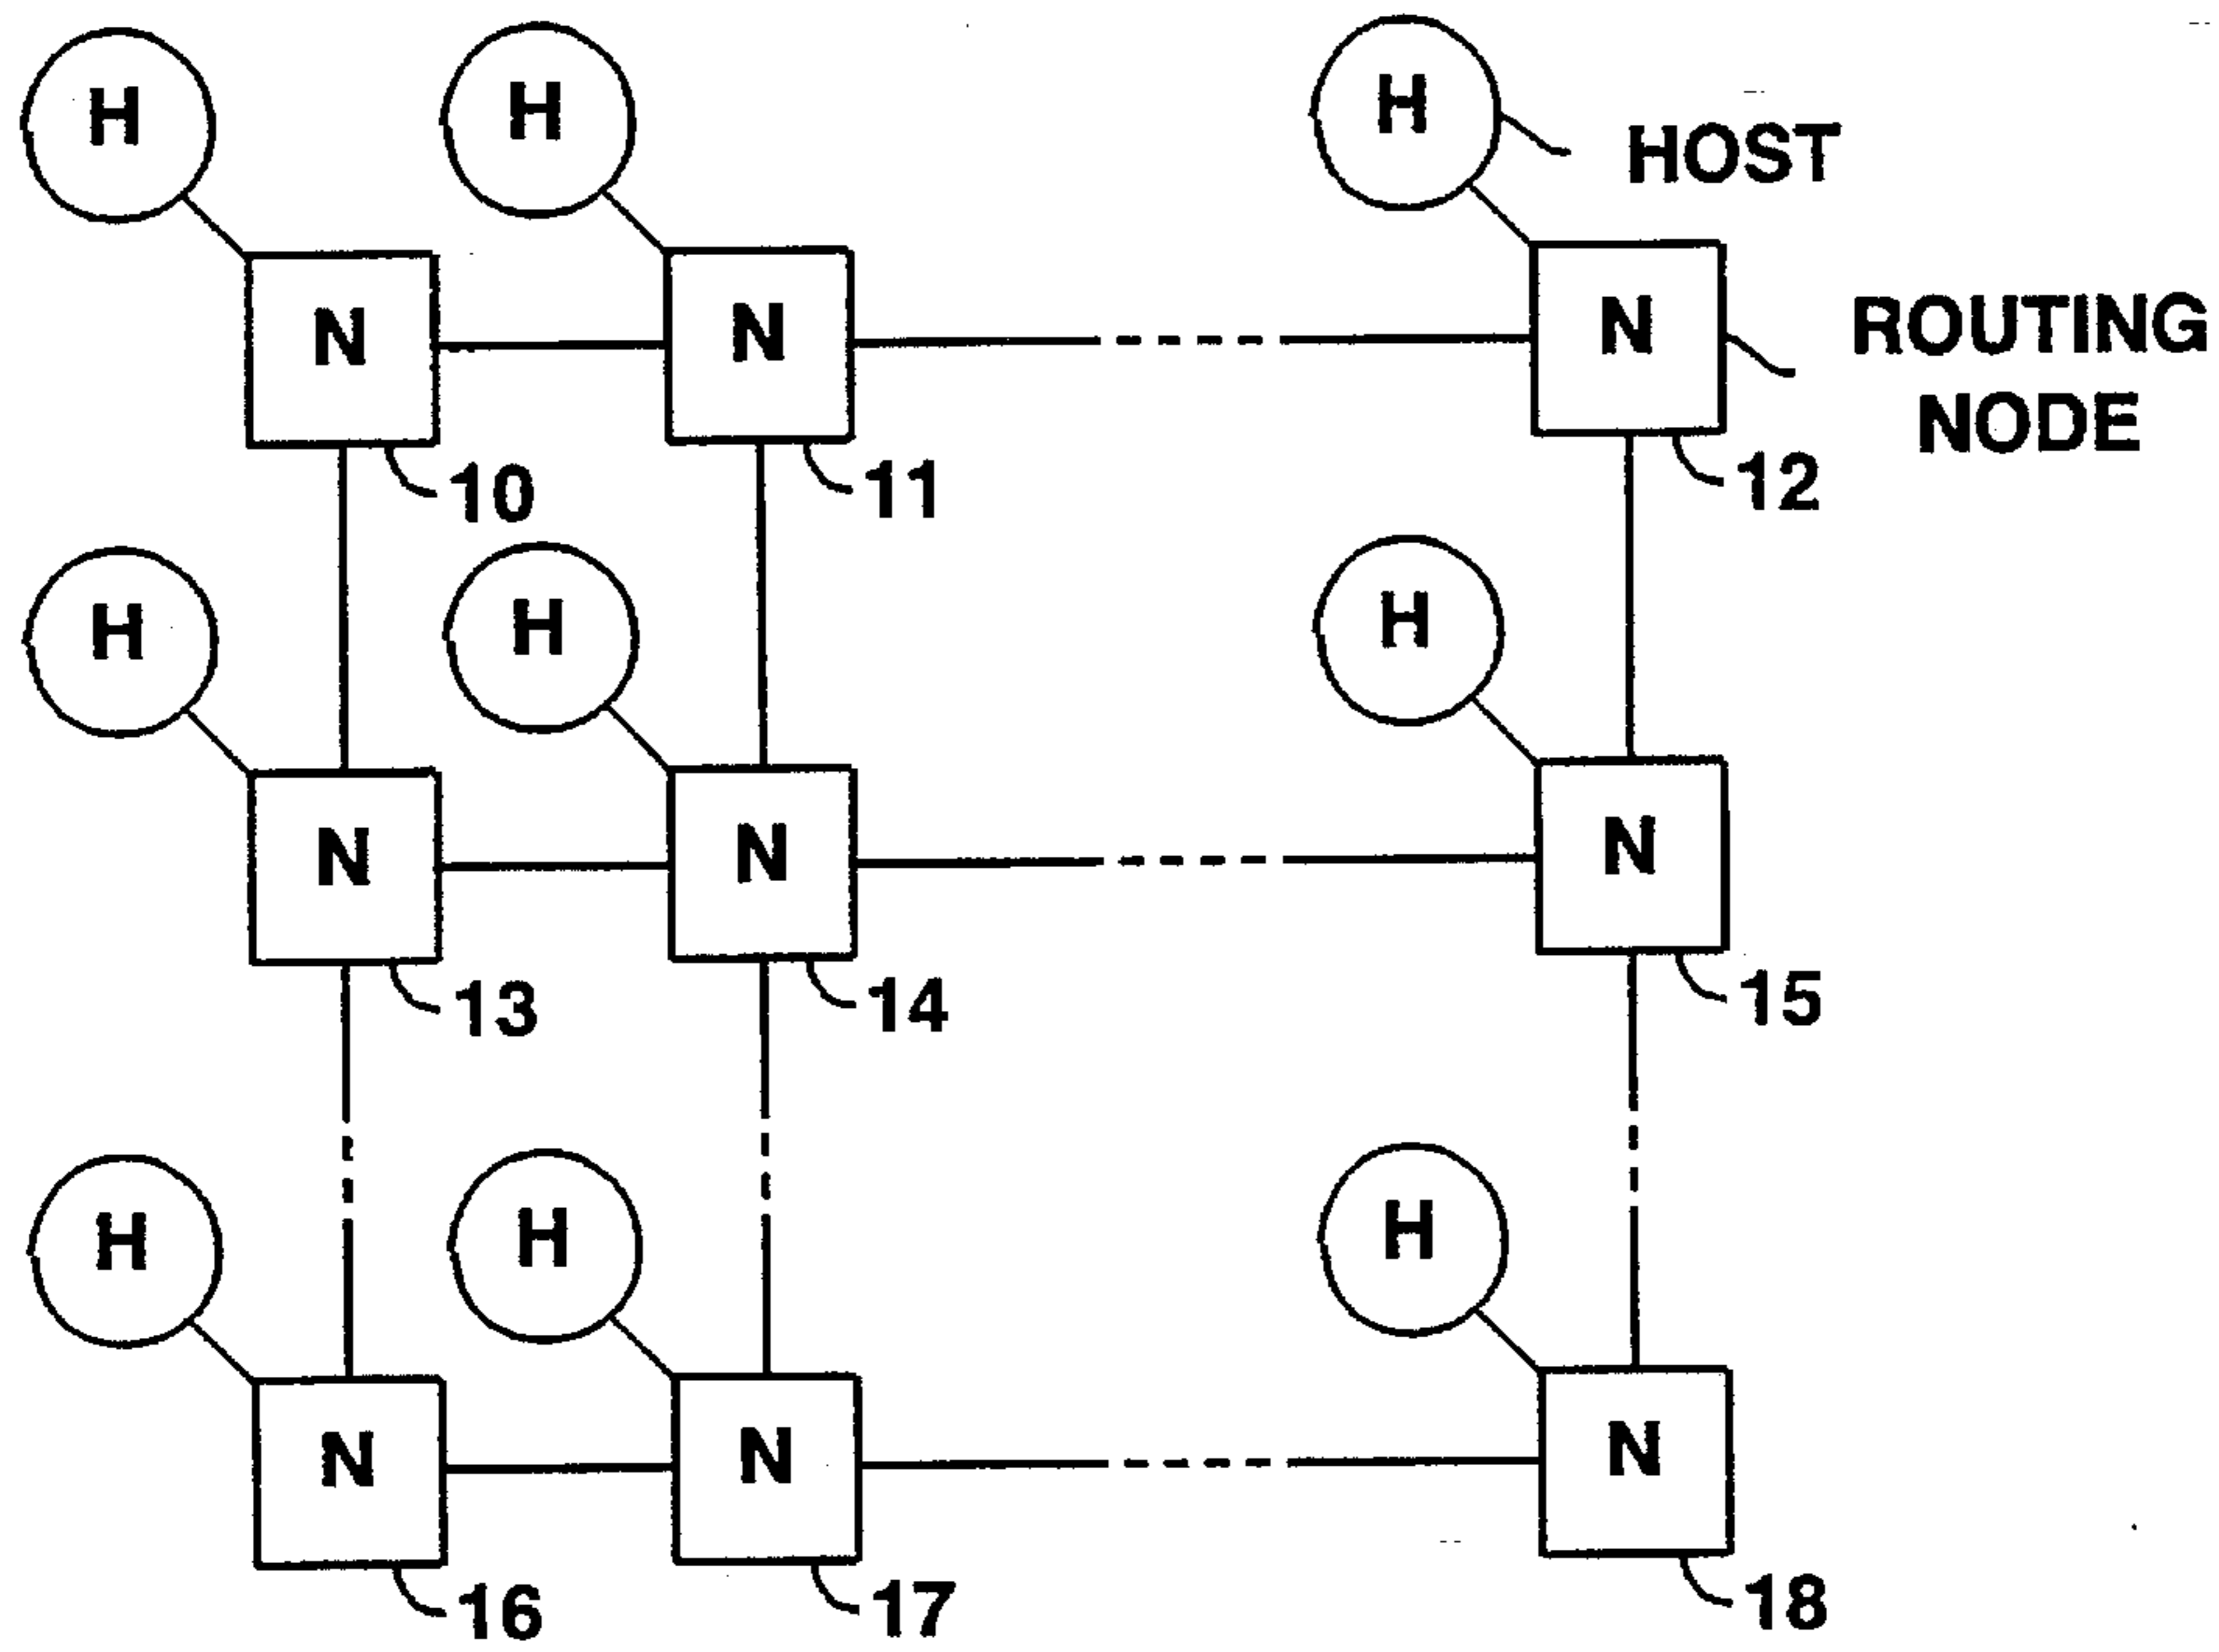 H H H HOST
N N N ROUTING
NODE
10 11 12
H H H
N N N
13 14 15
H H H
N N N
16 17 18